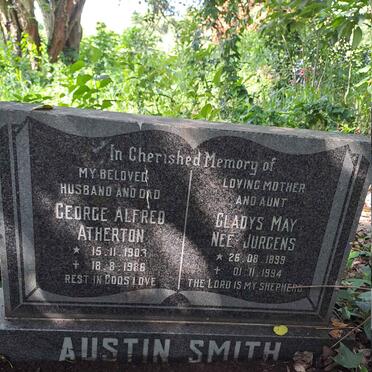 In Cherished Memory of
MY BELOVED
HUSBAND AND DAD
GEORGE ALFRED
ATHERTON
* 15.11.1903
† 18.8.1986
REST IN GODS LOVE
LOVING MOTHER
AND AUNT
GLADYS MAY
NEÉ JURGENS
* 26.08.1899
† 01.11.1994
THE LORD IS MY SHEPHERD
AUSTIN SMITH